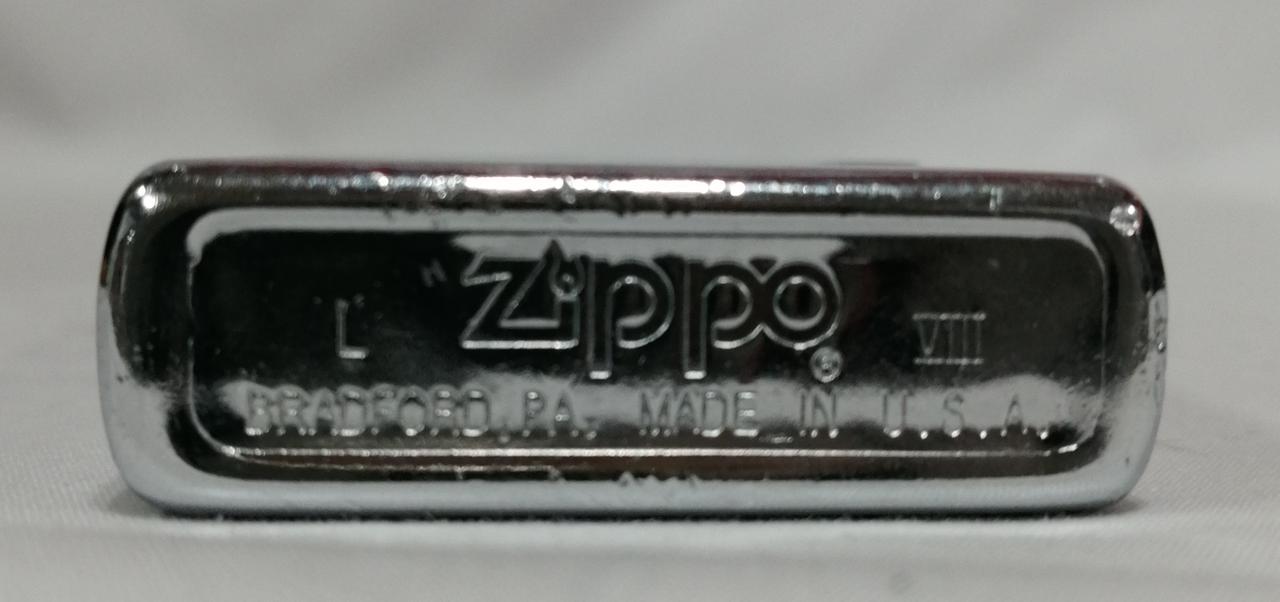 Zippo ®
L VIII
BRADFORD, PA. MADE IN U.S.A.